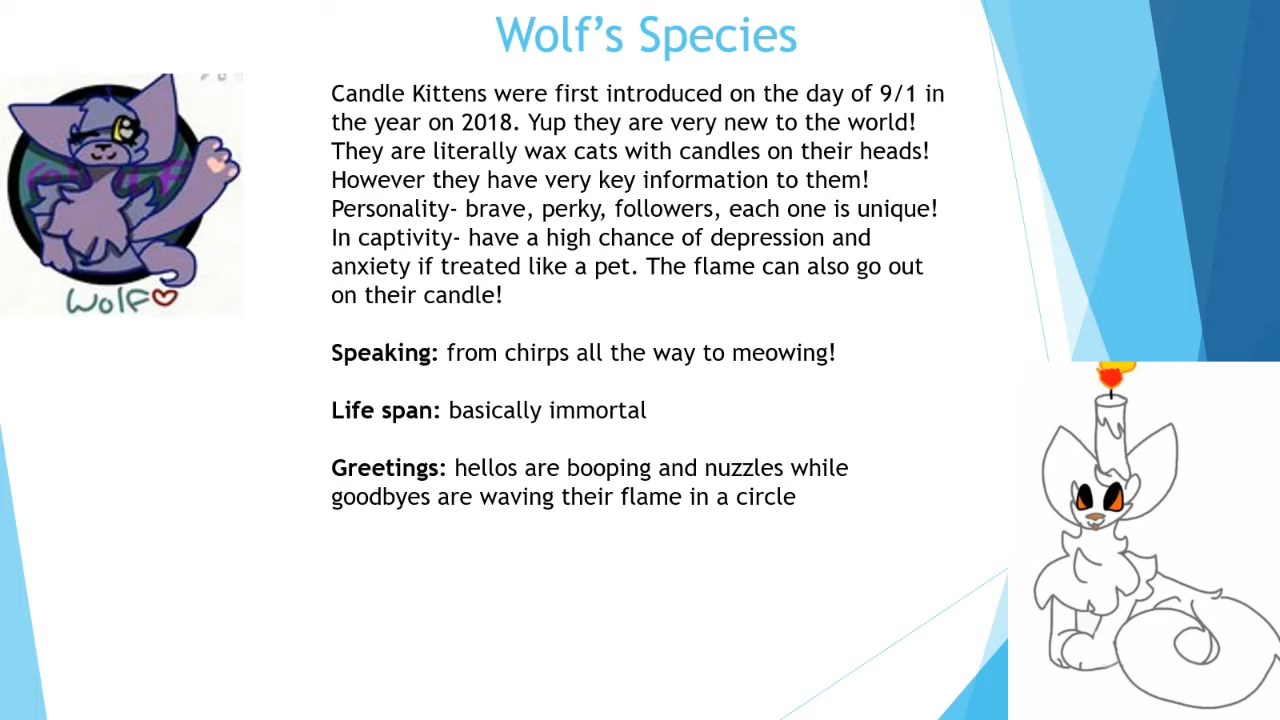 Wolf's Species
Candle Kittens were first introduced on the day of 9/1 in
the year on 2018. Yup they are very new to the world!
They are literally wax cats with candles on their heads!
However they have very key information to them!
Personality- brave, perky, followers, each one is unique!
In captivity- have a high chance of depression and
anxiety if treated like a pet. The flame can also go out
on their candle!
Speaking: from chirps all the way to meowing!
Life span: basically immortal
Greetings: hellos are booping and nuzzles while
goodbyes are waving their flame in a circle
Wolf